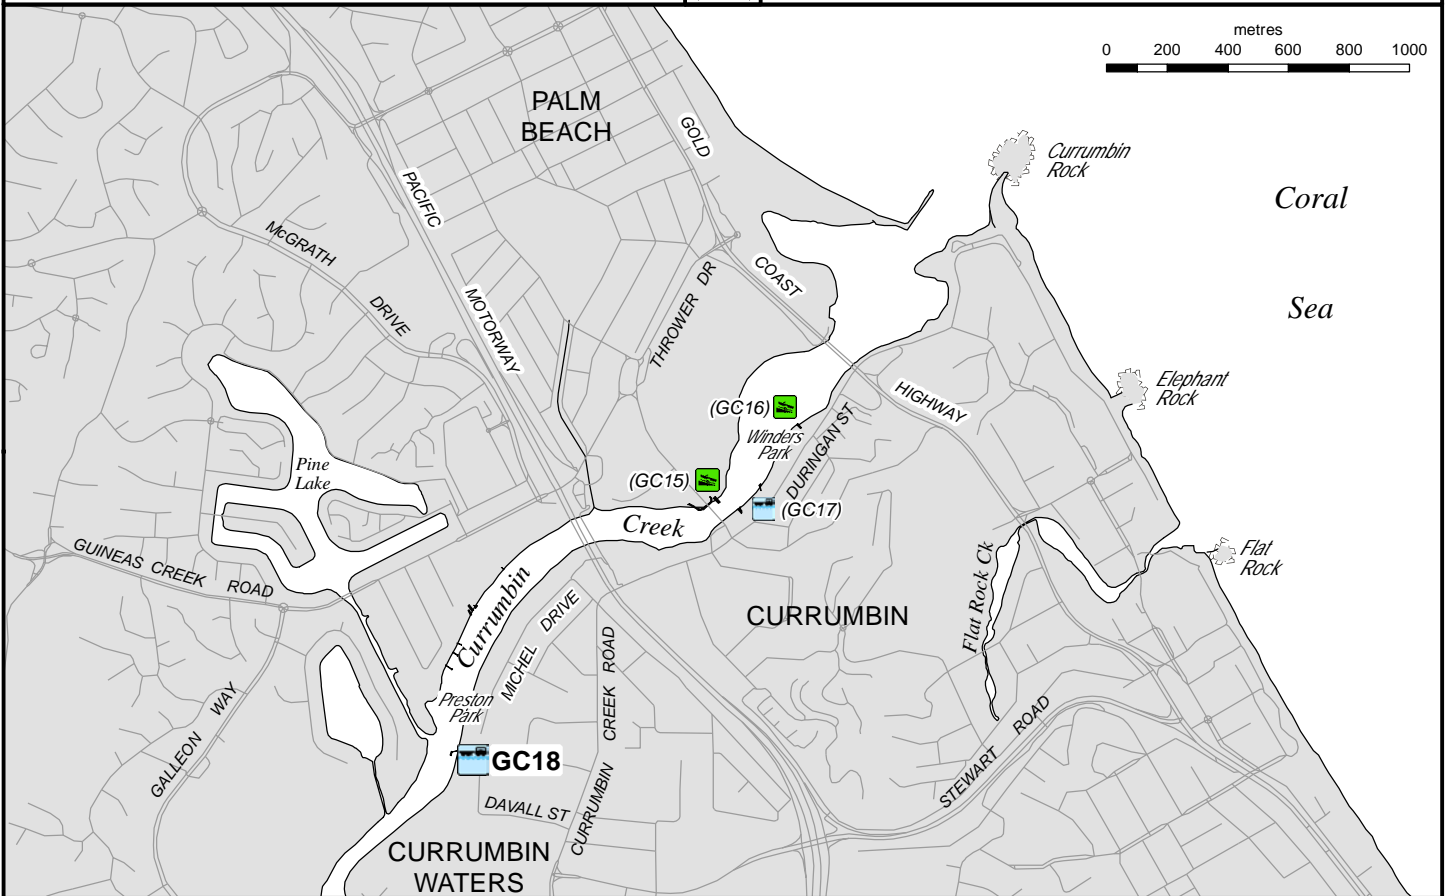 metres
0 200 400 600 800 1000
PALM
BEACH
GOLD
Currumbin
Rock
Coral
PACIFIC
McGRATH
COAST
THRULLER DR
Sea
DRIVE
MOTORWAY
Elephant
Rock
(GC16)
HIGHWAY
Winders
Park
DURINGAN ST
Pine
Lake
(GC15)
(GC17)
Creek
GUINEAS CREEK ROAD
Flat
Rock
Flat Rock Ck
Currumbin
DRIVE
MICHEL
CURRUMBIN
CREEK ROAD
Preston
Park
GALLEON WAY
STEWART ROAD
GC18
DAVALL ST
CURRUMBIN
CURRUMBIN
WATERS